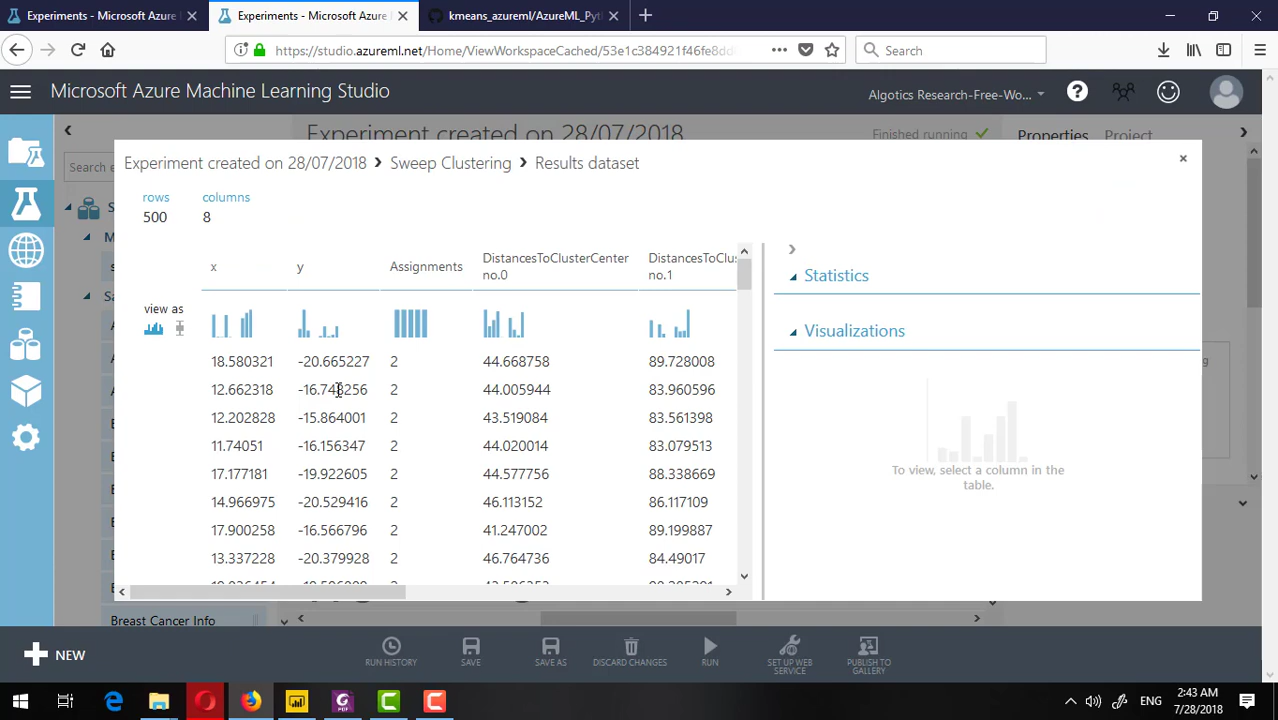 Experiments - Microsoft Azure
Experiments - Microsoft Azure M
kmeans_azureml/AzureML_Pyth
https://studio.azureml.net/Home/ViewWorkspaceCached/53e1c384921f46fe8d
Search
Microsoft Azure Machine Learning Studio
Algotics Research-Free-Wo...
Experiment created on 28/07/2018
Finished running
Properties Project
Search e
Experiment created on 28/07/2018 Sweep Clustering Results dataset
rows columns
500 8
x y Assignments DistancesToClusterCenter no.0 DistancesToClus no.1
view as
18.580321 -20.665227 2 44.668758 89.728008
12.662318 -16.748256 2 44.005944 83.960596
12.202828 -15.864001 2 43.519084 83.561398
11.74051 -16.156347 2 44.020014 83.079513
17.177181 -19.922605 2 44.577756 88.338669
14.966975 -20.529416 2 46.113152 86.117109
17.900258 -16.566796 2 41.247002 89.199887
13.337228 -20.379928 2 46.764736 84.49017
Statistics
Visualizations
To view, select a column in the
table.
Breast Cancer Info
NEW
RUN HISTORY SAVE SAVE AS DISCARD CHANGES RUN SET UP WEB SERVICE PUBLISH TO GALLERY
ENG
2:43 AM
7/28/2018